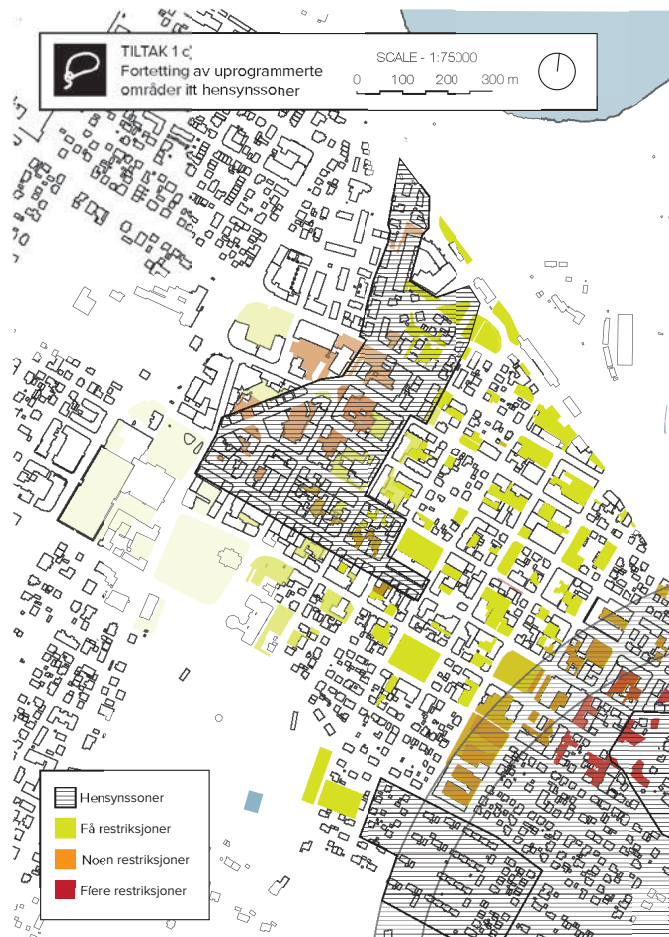 TILTAK 1 c
Fortetting av uprogrammerte
områder itt hensynssoner
SCALE - 1:75000
0 100 200 300 m
Hensynssoner
Få restriksjoner
Noen restriksjoner
Flere restriksjoner